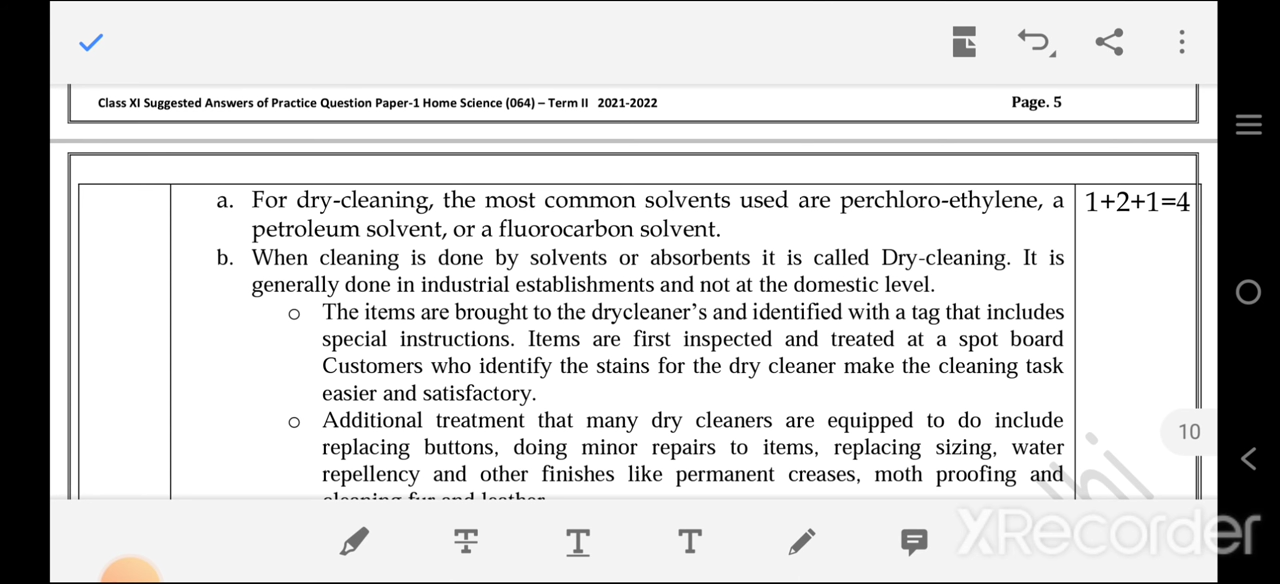 Class XI Suggested Answers of Practice Question Paper-1 Home Science (064) – Term II 2021-2022 Page. 5
a. For dry-cleaning, the most common solvents used are perchloro-ethylene, a 1+2+1=4
petroleum solvent, or a fluorocarbon solvent.
b. When cleaning is done by solvents or absorbents it is called Dry-cleaning. It is
generally done in industrial establishments and not at the domestic level.
o The items are brought to the drycleaner’s and identified with a tag that includes
special instructions. Items are first inspected and treated at a spot board
Customers who identify the stains for the dry cleaner make the cleaning task
easier and satisfactory.
o Additional treatment that many dry cleaners are equipped to do include
replacing buttons, doing minor repairs to items, replacing sizing, water
10
repellency and other finishes like permanent creases, moth proofing and
cleaning fur and leather
T T T
XRecorder